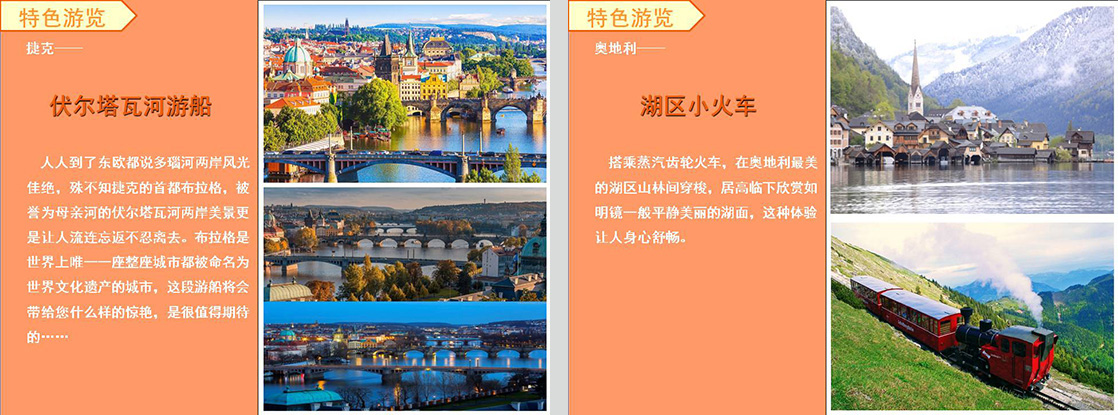 特色游览
捷克——
伏尔塔瓦河游船
人人到了东欧都说多瑙河两岸风光
佳绝，殊不知捷克的首都布拉格，被
誉为母亲河的伏尔塔瓦河两岸美景更
是让人流连忘返不忍离去。布拉格是
世界上唯一一座整座城市都被命名为
世界文化遗产的城市，这段游船将会
带给您什么样的惊艳，是很值得期待
的……
特色游览
奥地利——
湖区小火车
搭乘蒸汽齿轮火车，在奥地利最美
的湖区山林间穿梭，居高临下欣赏如
明镜一般平静美丽的湖面，这种体验
让人身心舒畅。